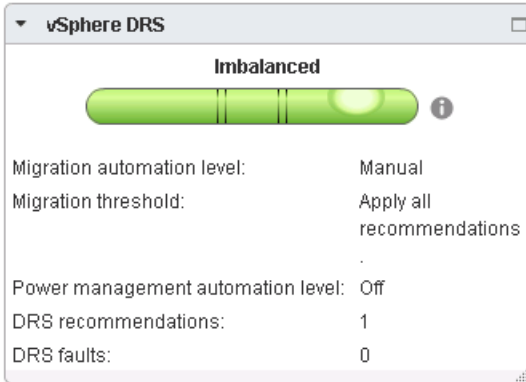 vSphere DRS
Imbalanced
Migration automation level: Manual
Migration threshold: Apply all
recommendations
.
Power management automation level: Off
DRS recommendations: 1
DRS faults: 0